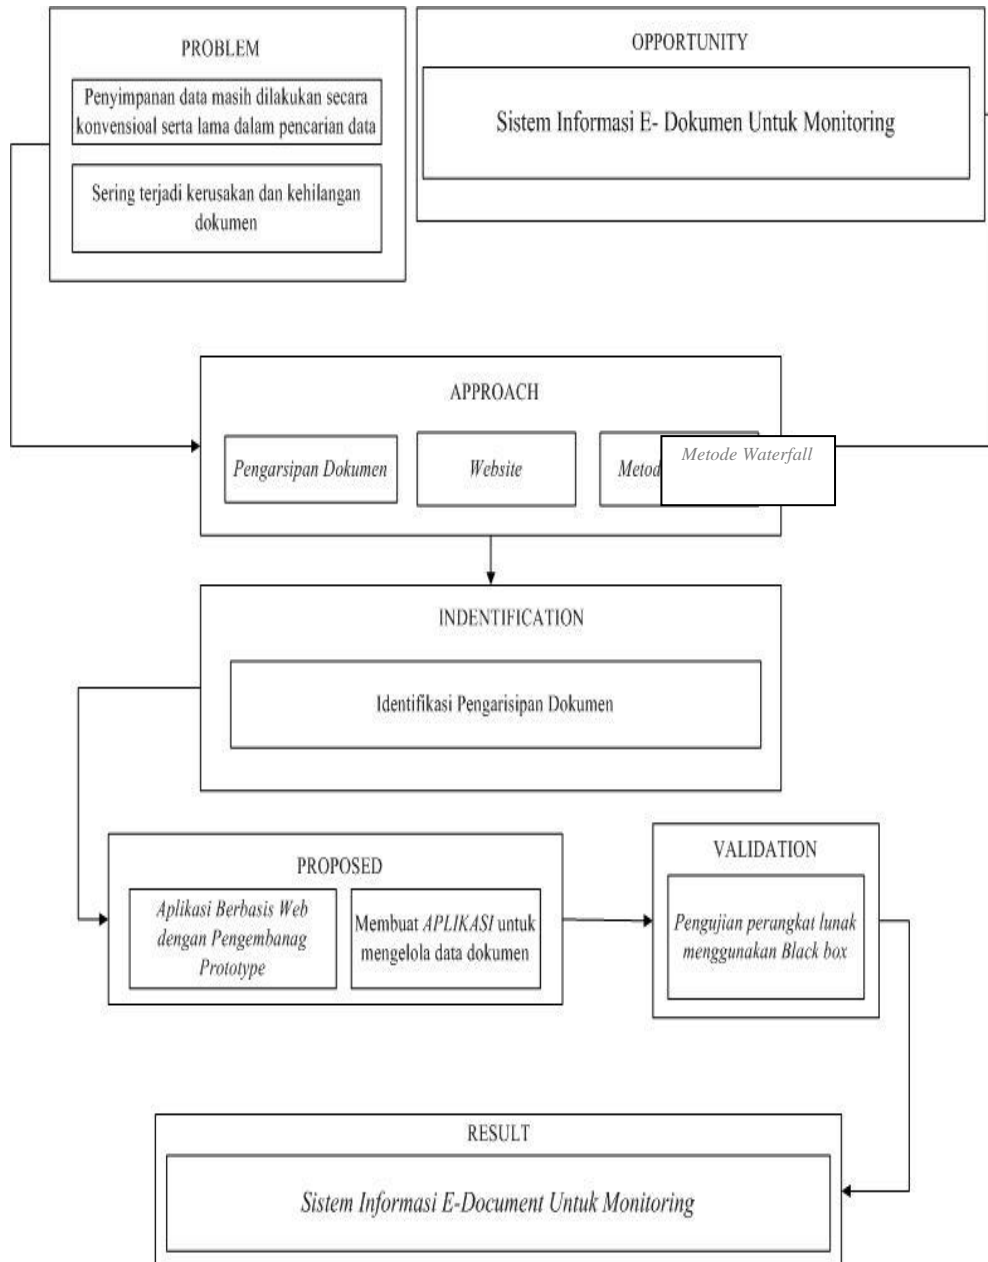 PROBLEM
Penyimpanan data masih dilakukan secara
konvensioal serta lama dalam pencarian data
Sering terjadi kerusakan dan kehilangan
dokumen
OPPORTUNITY
Sistem Informasi E- Dokumen Untuk Monitoring
APPROACH
Pengarsipan Dokumen
Website
Metod
Metode Waterfall
INDENTIFICATION
Identifikasi Pengarisipan Dokumen
PROPOSED
Aplikasi Berbasis Web
dengan Pengembanag
Prototype
Membuat APLIKASI untuk
mengelola data dokumen
VALIDATION
Pengujian perangkat lunak
menggunakan Black box
RESULT
Sistem Informasi E-Document Untuk Monitoring